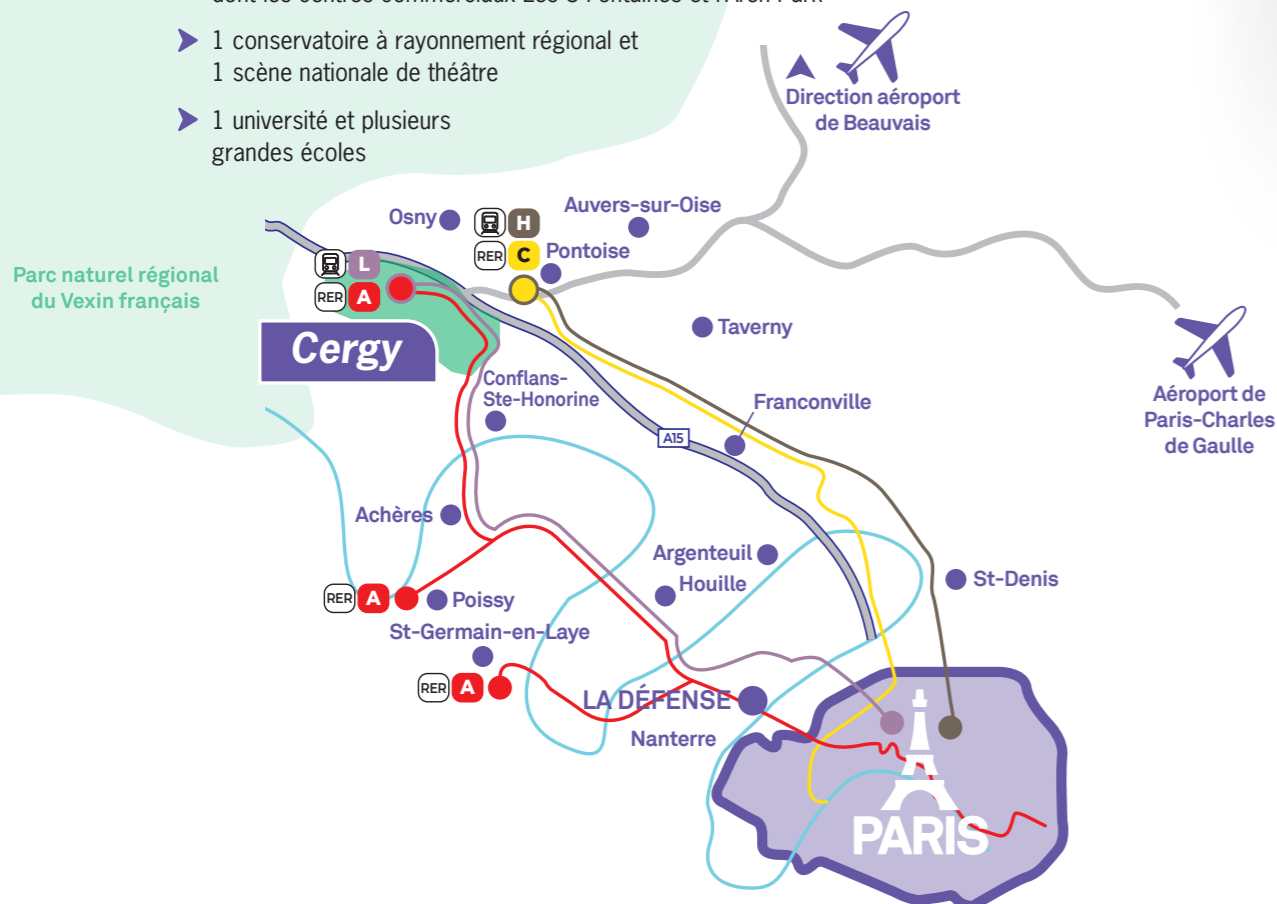 1 conservatoire à rayonnement régional et
1 scène nationale de théâtre
1 université et plusieurs
grandes écoles
Direction aéroport
de Beauvais
Osny
H
Auvers-sur-Oise
RER C
Pontoise
L
RER A
Parc naturel régional
du Vexin français
Cergy
Taverny
Conflans-
Ste-Honorine
Franconville
A15
Aéroport de
Paris-Charles
de Gaulle
Achères
Argenteuil
Houille
St-Denis
RER A
Poissy
St-Germain-en-Laye
RER A
LA DÉFENSE
Nanterre
PARIS